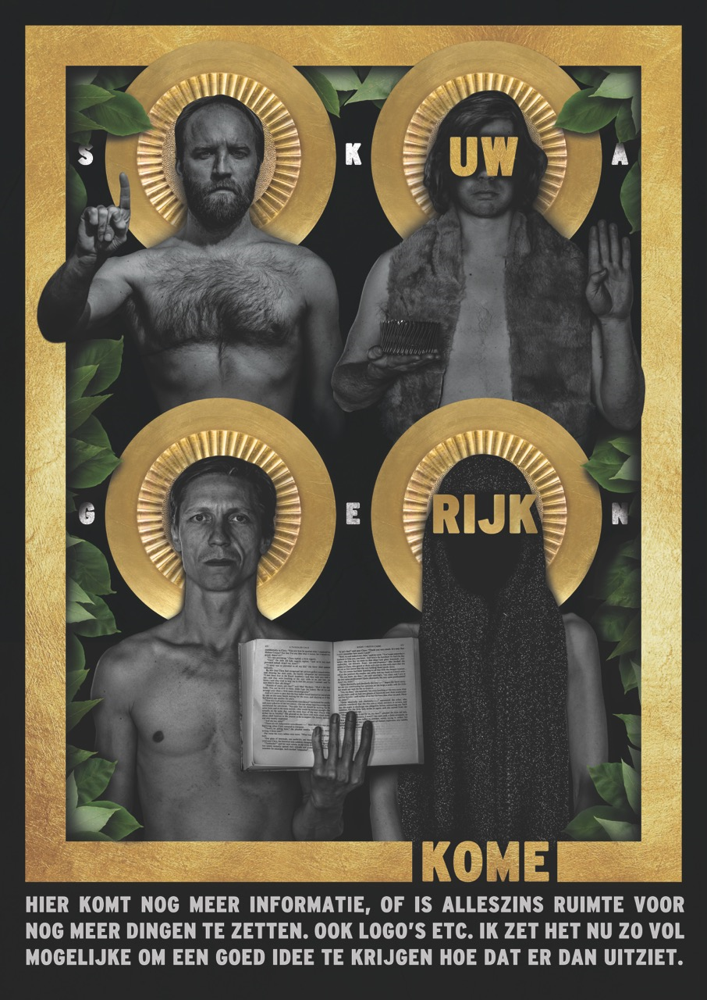 S K UW A
G E RIJK N
KOME
HIER KOMT NOG MEER INFORMATIE, OF IS ALLESZINS RUIMTE VOOR
NOG MEER DINGEN TE ZETTEN. OOK LOGO'S ETC. IK ZET HET NU ZO VOL
MOGELIJKE OM EEN GOED IDEE TE KRIJGEN HOE DAT ER DAN UITZIET.